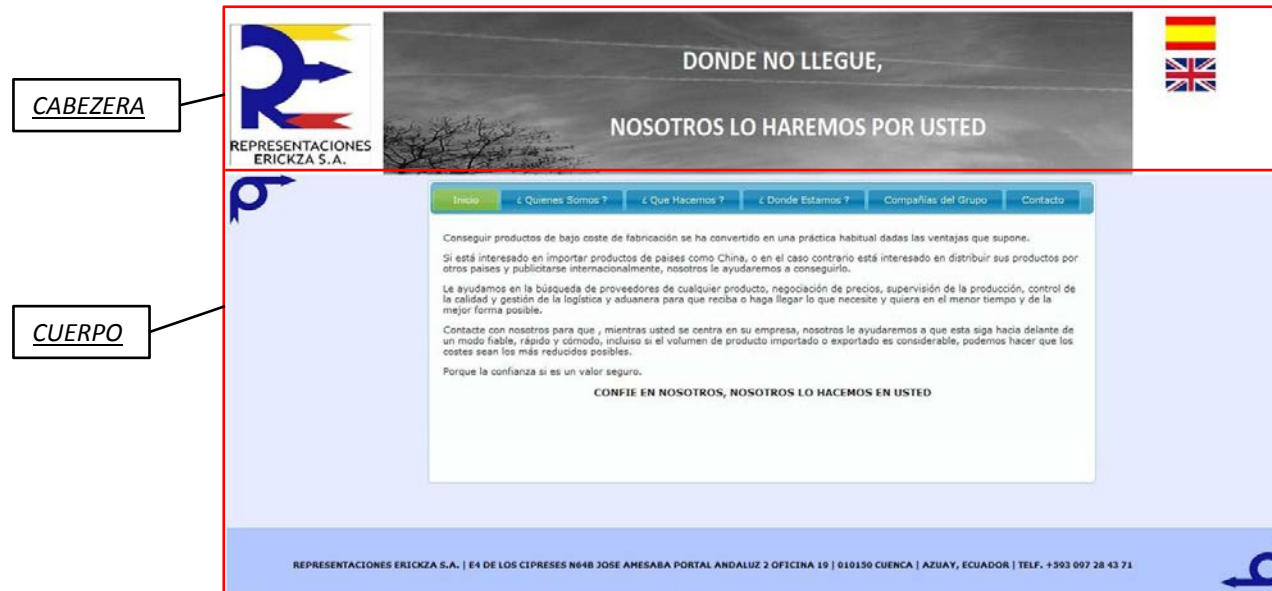 CABEZERA
REPRESENTACIONES
ERICKZA S.A.
DONDE NO LLEGUE,
NOSOTROS LO HAREMOS POR USTED
CUERPO
Inicio
¿ Quienes Somos ?
¿ Que Hacemos ?
¿ Donde Estamos ?
Compañías del Grupo
Contacto
Conseguir productos de bajo coste de fabricación se ha convertido en una práctica habitual dadas las ventajas que supone.
Si está interesado en importar productos de paises como China, o en el caso contrario está interesado en distribuir sus productos por
otros paises y publicitarse internacionalmente, nosotros le ayudaremos a conseguirlo.
Le ayudamos en la búsqueda de proveedores de cualquier producto, negociación de precios, supervisión de la producción, control de
la calidad y gestión de la logística y aduanera para que reciba o haga llegar lo que necesite y quiera en el menor tiempo y de la
mejor forma posible.
Contacte con nosotros para que , mientras usted se centra en su empresa, nosotros le ayudaremos a que esta siga hacia delante de
un modo fiable, rápido y cómodo, incluso si el volumen de producto importado o exportado es considerable, podemos hacer que los
costes sean los más reducidos posibles.
Porque la confianza si es un valor seguro.
CONFIE EN NOSOTROS, NOSOTROS LO HACEMOS EN USTED
REPRESENTACIONES ERICKZA S.A. | E4 DE LOS CIPRESES N64B JOSE AMESABA PORTAL ANDALUZ 2 OFICINA 19 | 010150 CUENCA | AZUAY, ECUADOR | TELF. +593 097 28 43 71